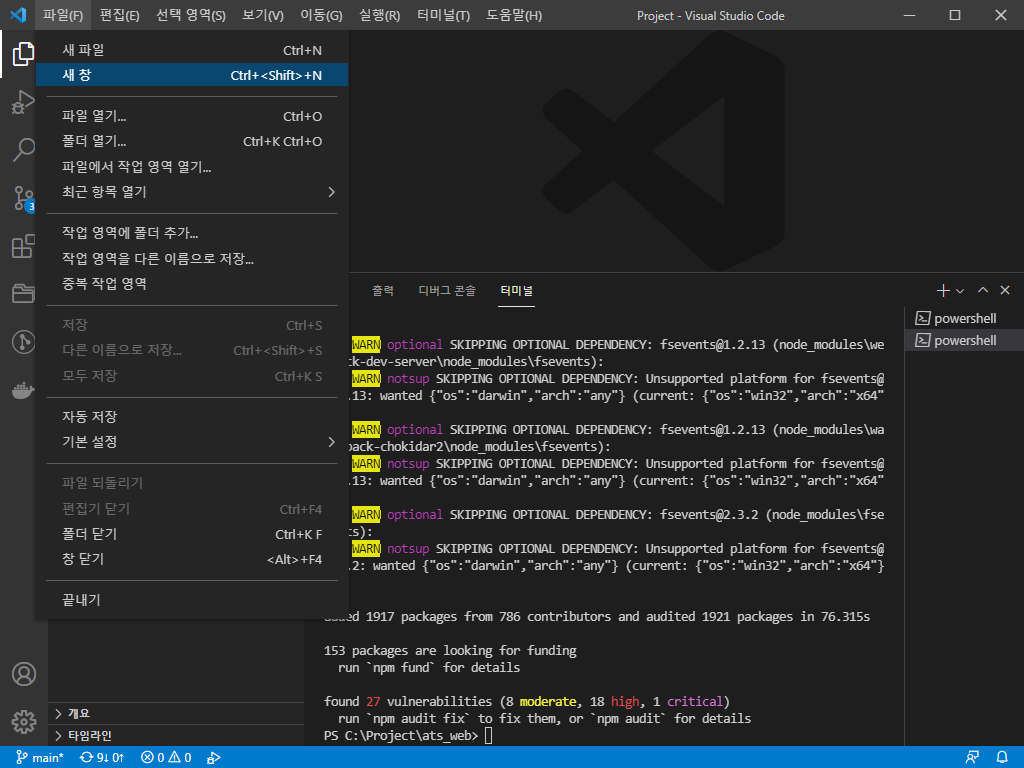 파일(F) 편집(E) 선택 영역(S) 보기(V) 이동(G) 실행(R) 터미널(T) 도움말(H) Project - Visual Studio Code
새 파일 Ctrl+N
새 창 Ctrl+<Shift>+N
파일 열기... Ctrl+O
폴더 열기... Ctrl+K Ctrl+O
파일에서 작업 영역 열기...
최근 항목 열기
작업 영역에 폴더 추가...
작업 영역을 다른 이름으로 저장...
중복 작업 영역
저장 Ctrl+S
다른 이름으로 저장... Ctrl+<Shift>+S
모두 저장 Ctrl+K S
자동 저장
기본 설정
파일 되돌리기
편집기 닫기 Ctrl+F4
폴더 닫기 Ctrl+K F
창 닫기 <Alt>+F4
끝내기
3
출력 디버그 콘솔 터미널
powershell
powershell
WARN optional SKIPPING OPTIONAL DEPENDENCY: fsevents@1.2.13 (node_modules\we
ck-dev-server\node_modules\fsevents):
WARN notsup SKIPPING OPTIONAL DEPENDENCY: Unsupported platform for fsevents@
.13: wanted {"os":"darwin","arch":"any"} (current: {"os":"win32","arch":"x64"
WARN optional SKIPPING OPTIONAL DEPENDENCY: fsevents@1.2.13 (node_modules\wa
pack-chokidar2\node_modules\fsevents):
WARN notsup SKIPPING OPTIONAL DEPENDENCY: Unsupported platform for fsevents@
.13: wanted {"os":"darwin","arch":"any"} (current: {"os":"win32","arch":"x64"
WARN optional SKIPPING OPTIONAL DEPENDENCY: fsevents@2.3.2 (node_modules\fse
ts):
WARN notsup SKIPPING OPTIONAL DEPENDENCY: Unsupported platform for fsevents@
.2: wanted {"os":"darwin","arch":"any"} (current: {"os":"win32","arch":"x64"}
added 1917 packages from 786 contributors and audited 1921 packages in 76.315s
153 packages are looking for funding
run `npm fund` for details
found 27 vulnerabilities (8 moderate, 18 high, 1 critical)
run `npm audit fix` to fix them, or `npm audit` for details
PS C:\Project\ats_web>
개요
타임라인
main* 9↓ 0↑ 0 0